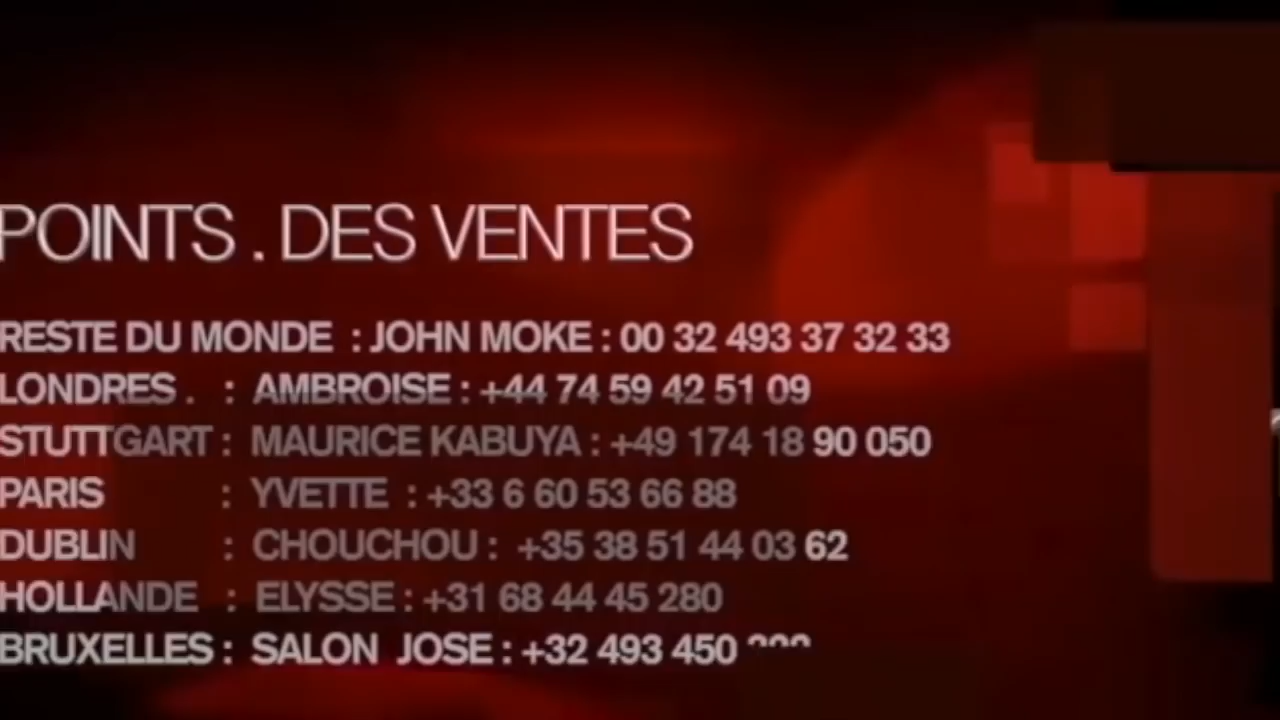 POINTS . DES VENTES
RESTE DU MONDE : JOHN MOKE : 00 32 493 37 32 33
LONDRES . : AMBROISE : +44 74 59 42 51 09
STUTTGART : MAURICE KABUYA : +49 174 18 90 050
PARIS : YVETTE : +33 6 60 53 66 88
DUBLIN : CHOUCHOU : +35 38 51 44 03 62
HOLLANDE : ELYSSE : +31 68 44 45 280
BRUXELLES : SALON JOSE : +32 493 450